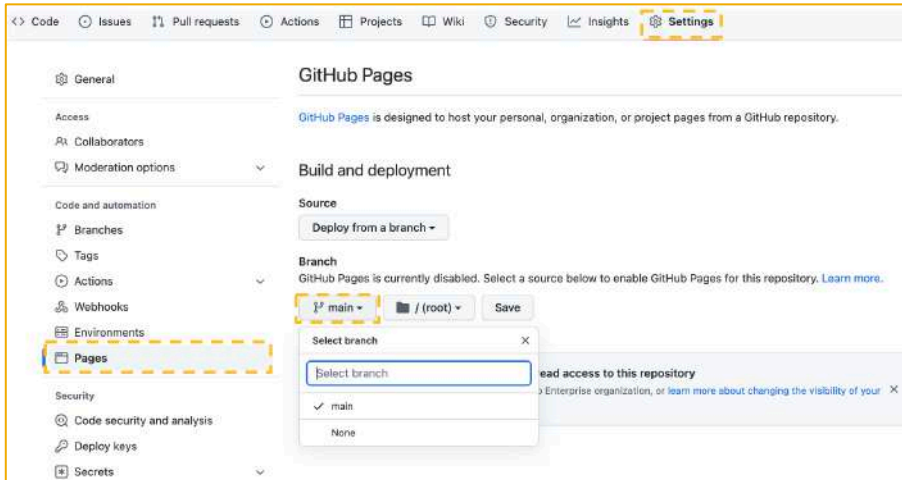 Code Issues Pull requests Actions Projects Wiki Security Insights Settings
General
Access
Collaborators
Moderation options
Code and automation
Branches
Tags
Actions
Webhooks
Environments
Pages
Security
Code security and analysis
Deploy keys
Secrets
GitHub Pages
GitHub Pages is designed to host your personal, organization, or project pages from a GitHub repository.
Build and deployment
Source
Deploy from a branch
Branch
GitHub Pages is currently disabled. Select a source below to enable GitHub Pages for this repository. Learn more.
main / (root) Save
Select branch
Select branch
main
None
ead access to this repository
Enterprise organization, or learn more about changing the visibility of your